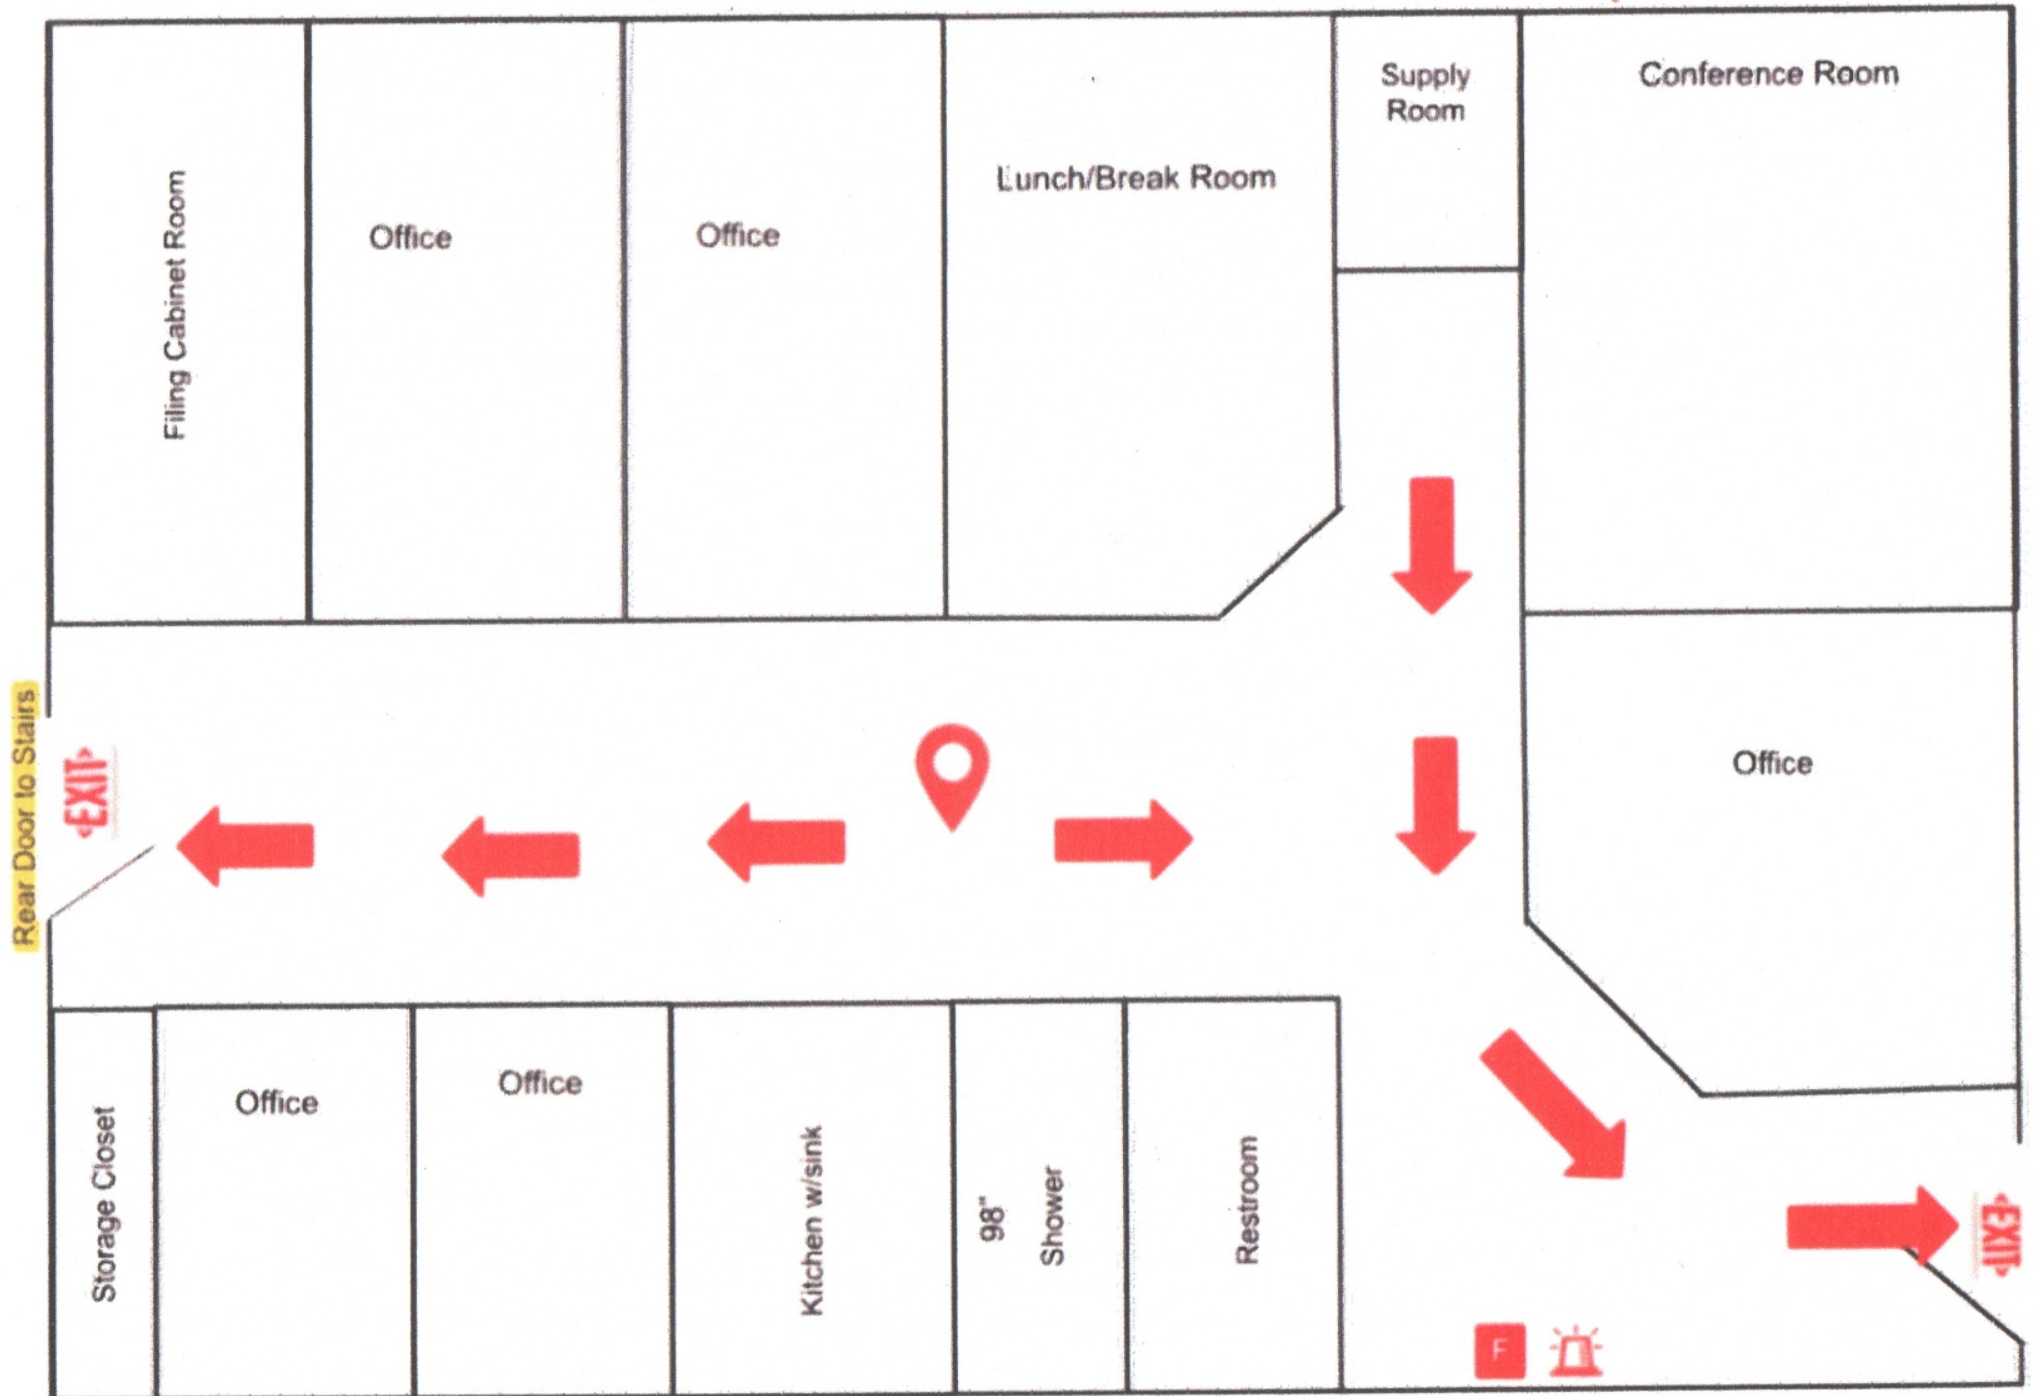 Supply
Room
Conference Room
Lunch/Break Room
Filing Cabinet Room
Office
Office
Rear Door to Stairs
EXIT
Office
Storage Closet
Office
Office
Kitchen w/sink
98"
Shower
Restroom
EXIT
F